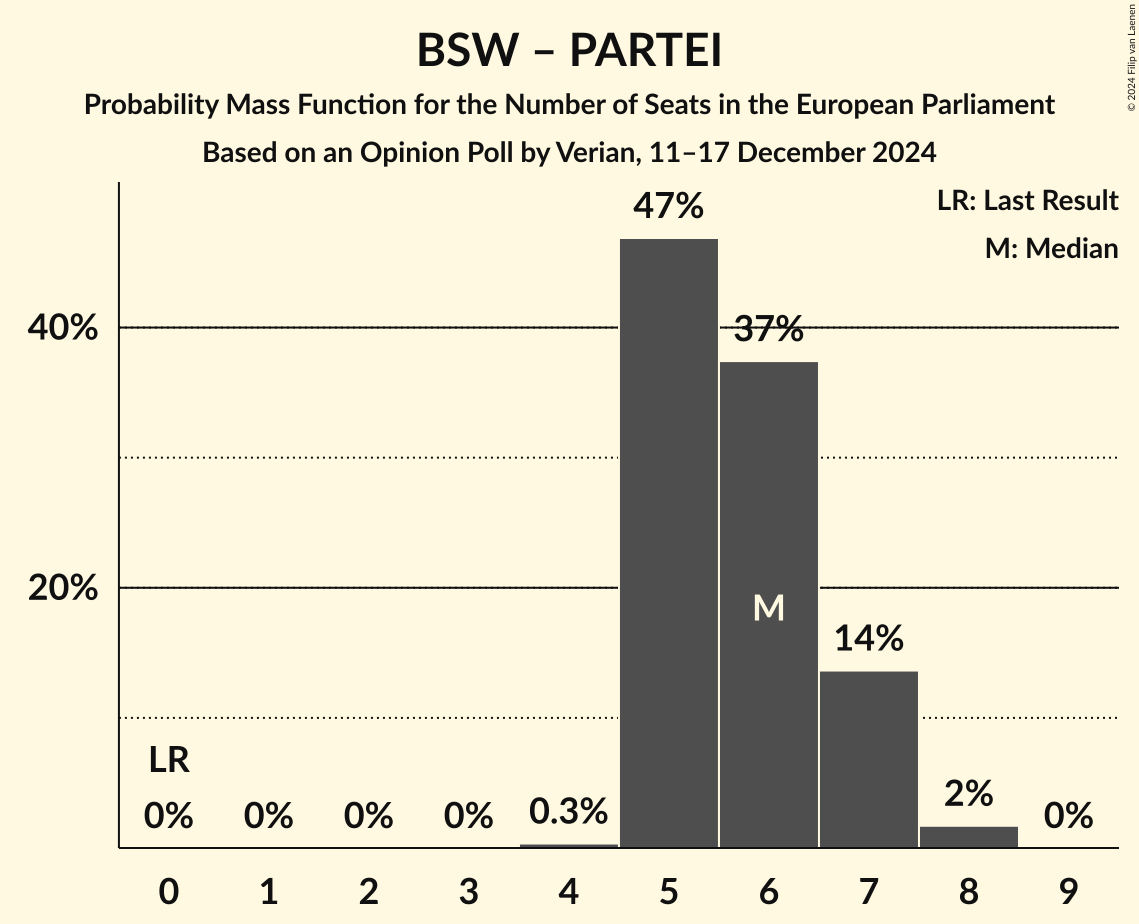 BSW – PARTEI
Probability Mass Function for the Number of Seats in the European Parliament
Based on an Opinion Poll by Verian, 11–17 December 2024
© 2024 Filip van Laenen
LR: Last Result
M: Median
40%
20%
LR
0%
0%
0%
0%
0.3%
47%
37%
M
14%
2%
0%
0 1 2 3 4 5 6 7 8 9